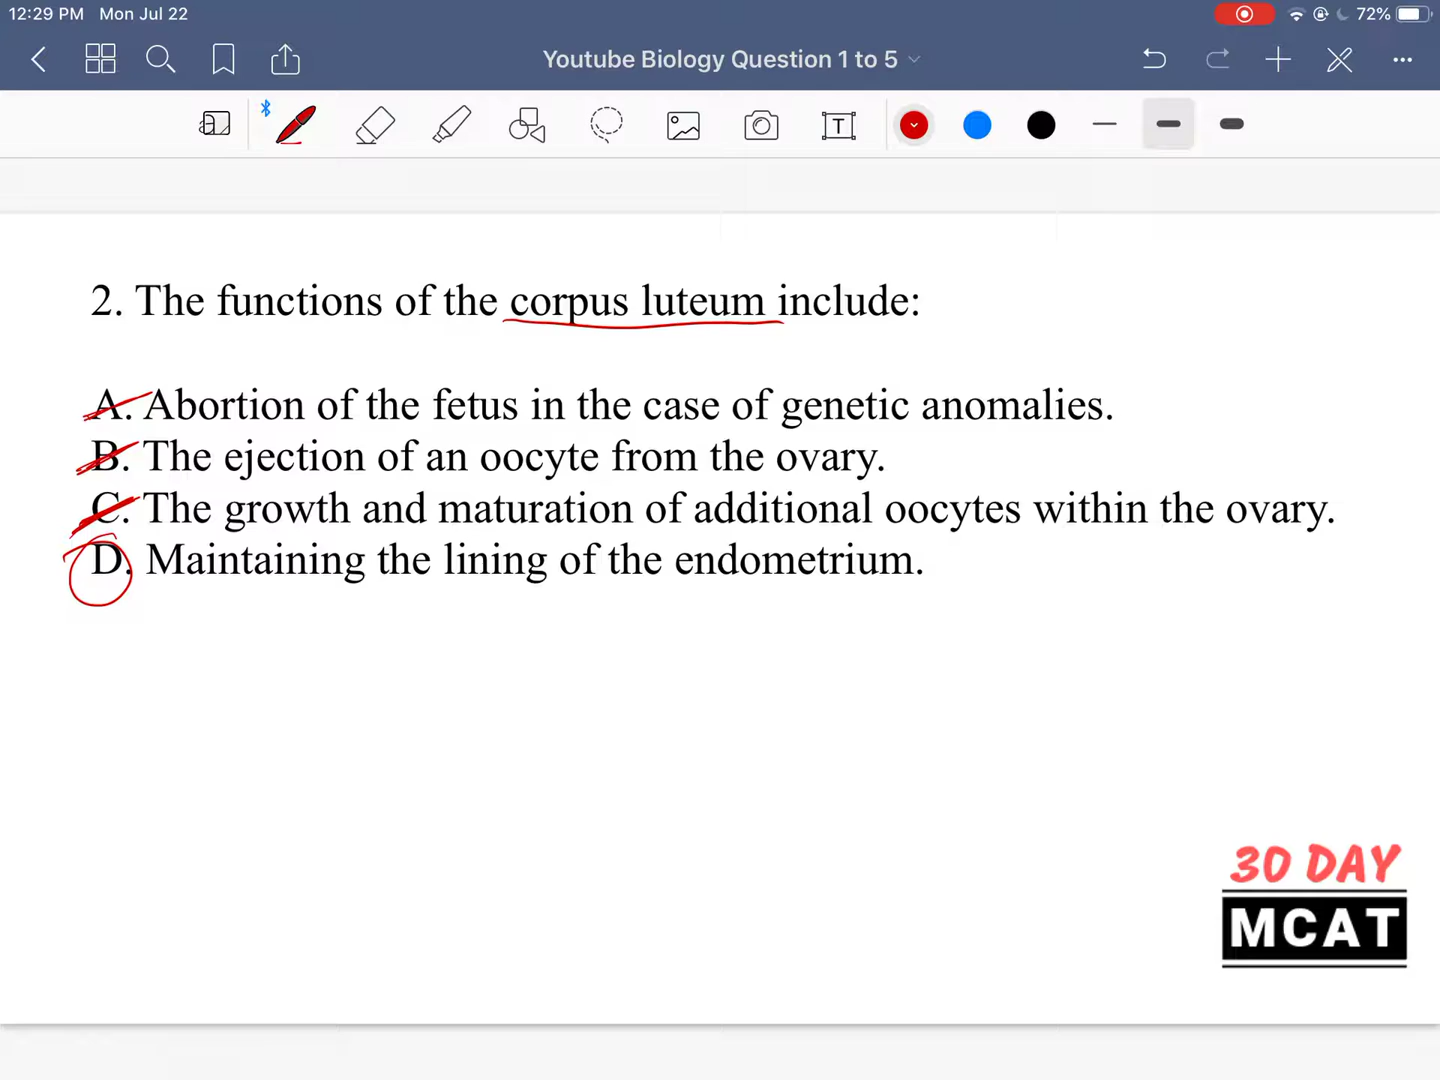 12:29 PM Mon Jul 22
72%
Youtube Biology Question 1 to 5
T
2. The functions of the corpus luteum include:
A. Abortion of the fetus in the case of genetic anomalies.
B. The ejection of an oocyte from the ovary.
C. The growth and maturation of additional oocytes within the ovary.
D. Maintaining the lining of the endometrium.
30 DAY
MCAT